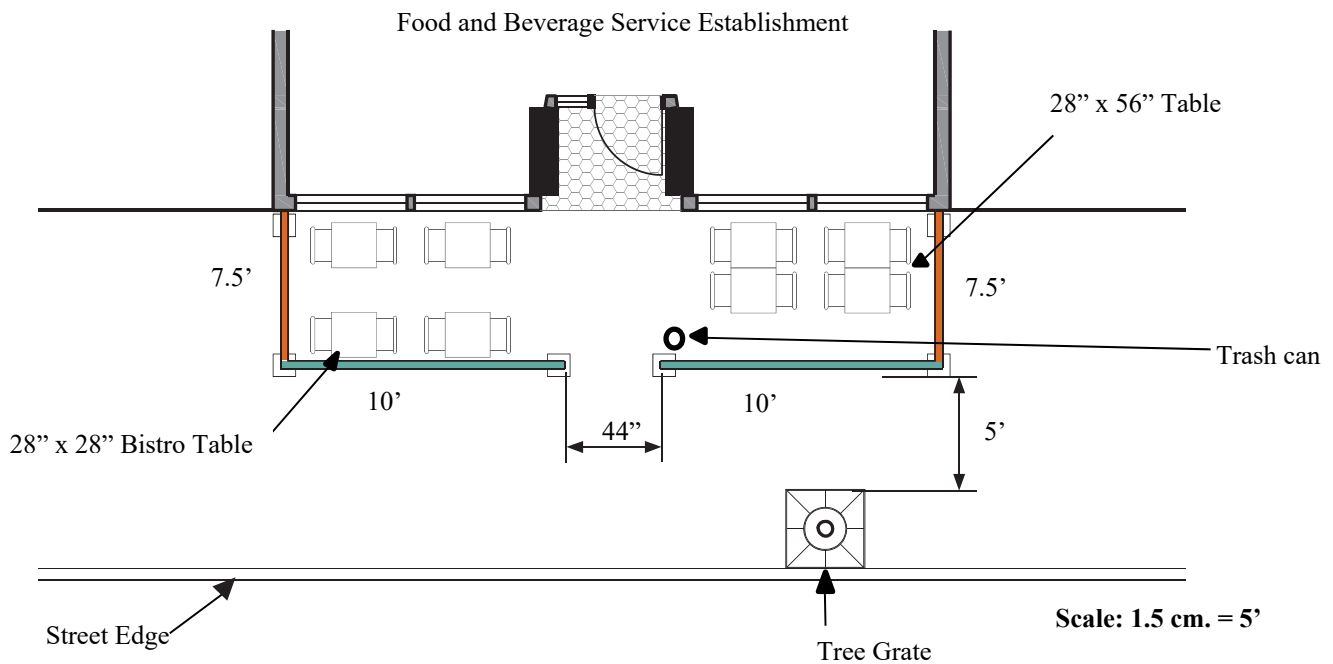 Food and Beverage Service Establishment
28” x 56” Table
7.5’
7.5’
Trash can
10’
10’
28” x 28” Bistro Table
44”
5’
Street Edge
Scale: 1.5 cm. = 5’
Tree Grate